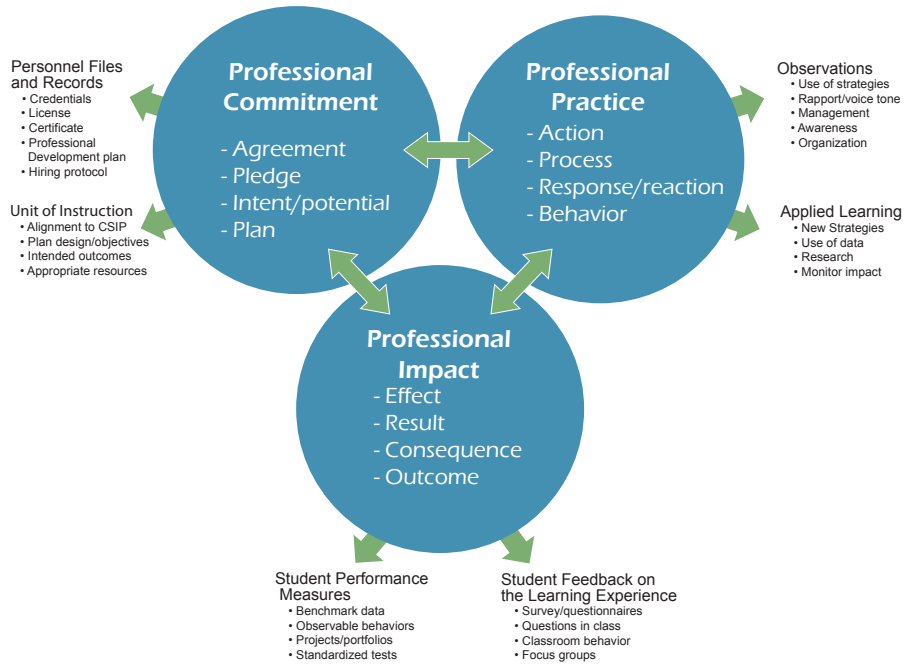 Professional
Commitment
- Agreement
- Pledge
- Intent/potential
- Plan
Professional
Practice
- Action
- Process
- Response/reaction
- Behavior
Professional
Impact
- Effect
- Result
- Consequence
- Outcome
Personnel Files
and Records
• Credentials
• License
• Certificate
• Professional
Development plan
• Hiring protocol
Unit of Instruction
• Alignment to CSIP
• Plan design/objectives
• Intended outcomes
• Appropriate resources
Observations
• Use of strategies
• Rapport/voice tone
• Management
• Awareness
• Organization
Applied Learning
• New Strategies
• Use of data
• Research
• Monitor impact
Student Performance
Measures
• Benchmark data
• Observable behaviors
• Projects/portfolios
• Standardized tests
Student Feedback on
the Learning Experience
• Survey/questionnaires
• Questions in class
• Classroom behavior
• Focus groups